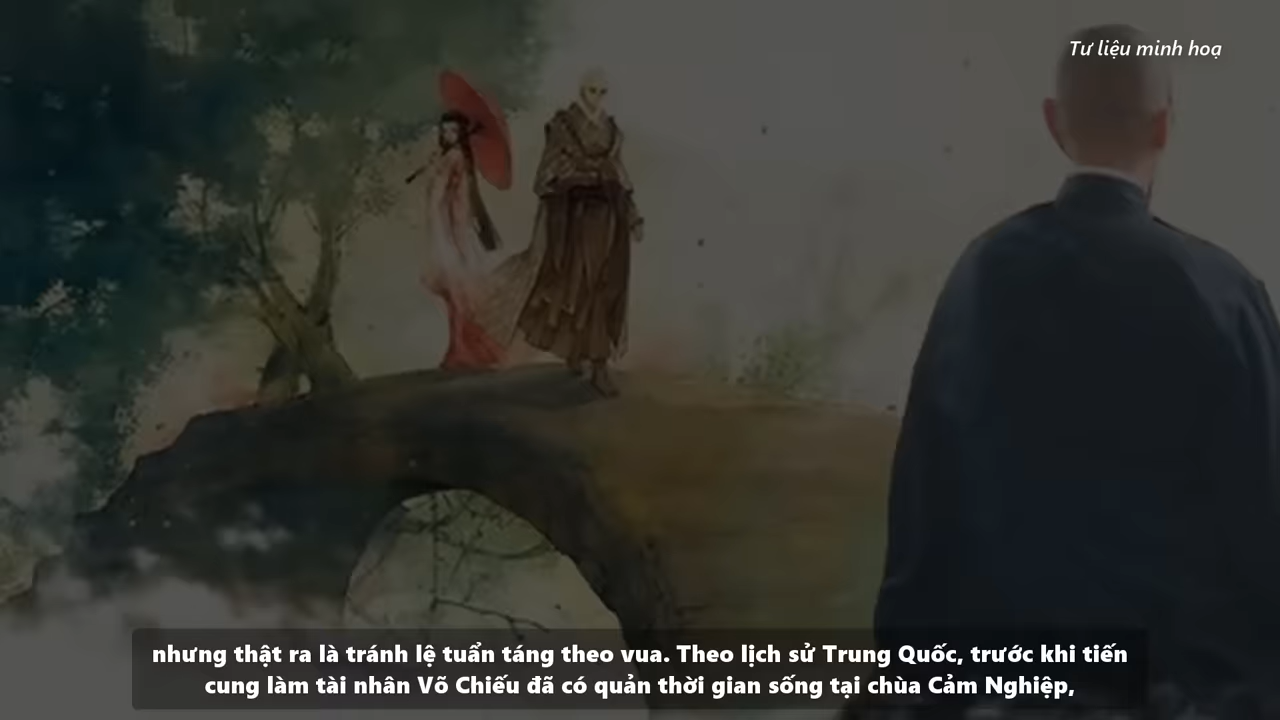 Tư liệu minh hoạ
nhưng thật ra là tránh lệ tuẩn táng theo vua. Theo lịch sử Trung Quốc, trước khi tiến
cung làm tài nhân Võ Chiếu đã có quản thời gian sống tại chùa Cảm Nghiệp,